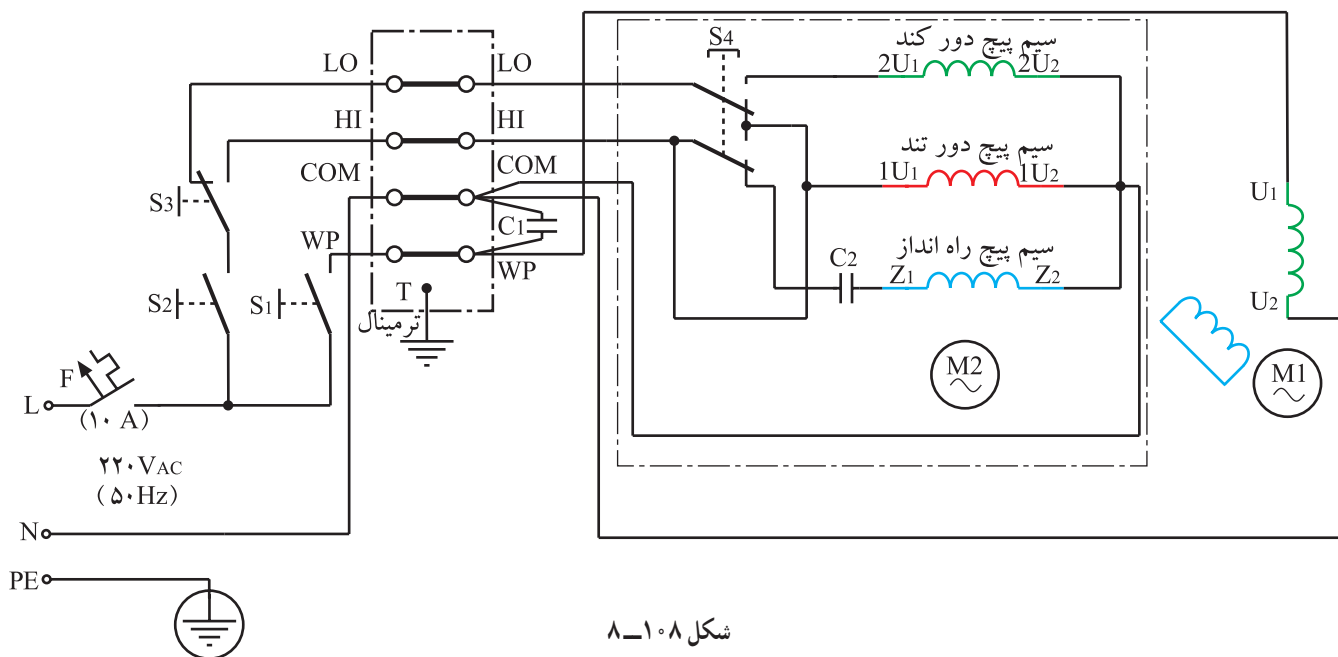 S4
سیم پیچ دور کند
2U1 2U2
LO LO
HI HI
سیم پیچ دور تند
1U1 1U2
COM COM
U1
S3
C1
WP WP
سیم پیچ راه انداز
C2
Z1 Z2
S2 S1
T
ترمینال
U2
F
M2
M1
L
(۱۰ A)
۲۲۰VAC
(۵۰Hz)
N
PE
شکل ۱۰۸ــ۸